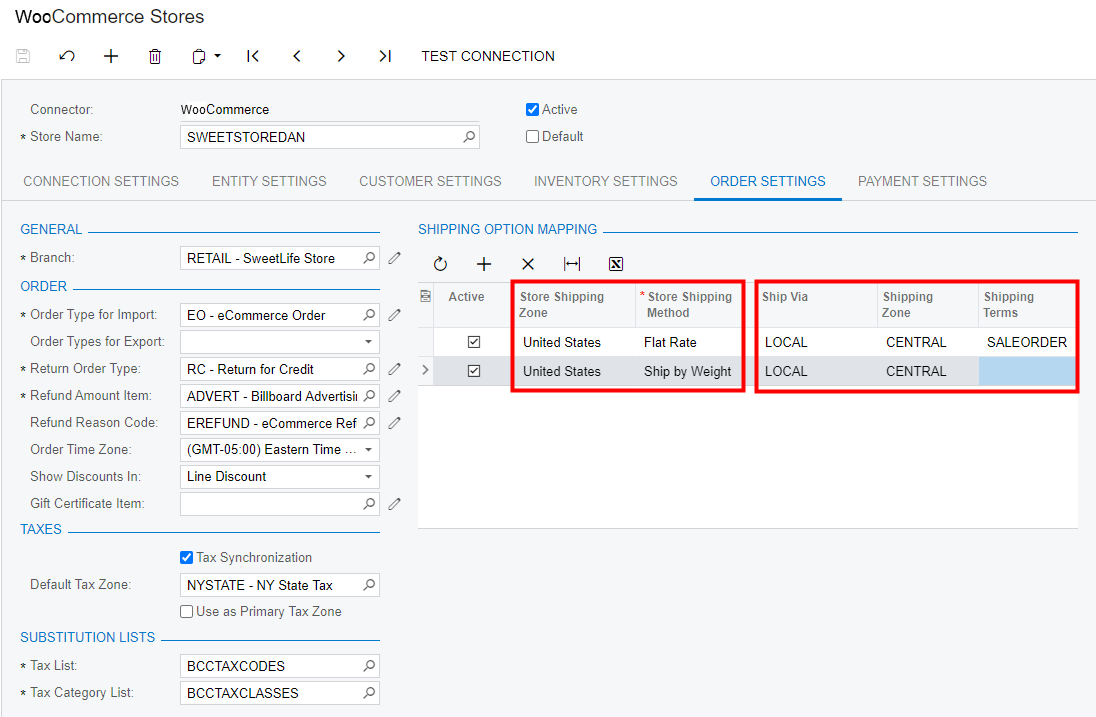 WooCommerce Stores
TEST CONNECTION
Connector: WooCommerce Active
* Store Name: SWEETSTOREDAN Default
CONNECTION SETTINGS ENTITY SETTINGS CUSTOMER SETTINGS INVENTORY SETTINGS ORDER SETTINGS PAYMENT SETTINGS
GENERAL
* Branch: RETAIL - SweetLife Store
ORDER
* Order Type for Import: EO - eCommerce Order
Order Types for Export:
* Return Order Type: RC - Return for Credit
* Refund Amount Item: ADVERT - Billboard Advertisin
Refund Reason Code: EREFUND - eCommerce Ref
Order Time Zone: (GMT-05:00) Eastern Time ...
Show Discounts In: Line Discount
Gift Certificate Item:
TAXES
Tax Synchronization
Default Tax Zone: NYSTATE - NY State Tax
Use as Primary Tax Zone
SUBSTITUTION LISTS
* Tax List: BCCTAXCODES
* Tax Category List: BCCTAXCLASSES
SHIPPING OPTION MAPPING
Active Store Shipping Zone * Store Shipping Method Ship Via Shipping Zone Shipping Terms
United States Flat Rate LOCAL CENTRAL SALEORDER
United States Ship by Weight LOCAL CENTRAL